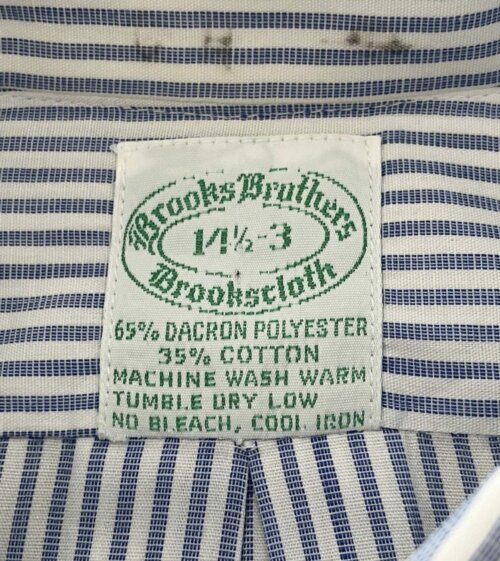 Brooks Brothers
14½-3
Brookscloth
65% DACRON POLYESTER
35% COTTON
MACHINE WASH WARM
TUMBLE DRY LOW
NO BLEACH, COOL IRON